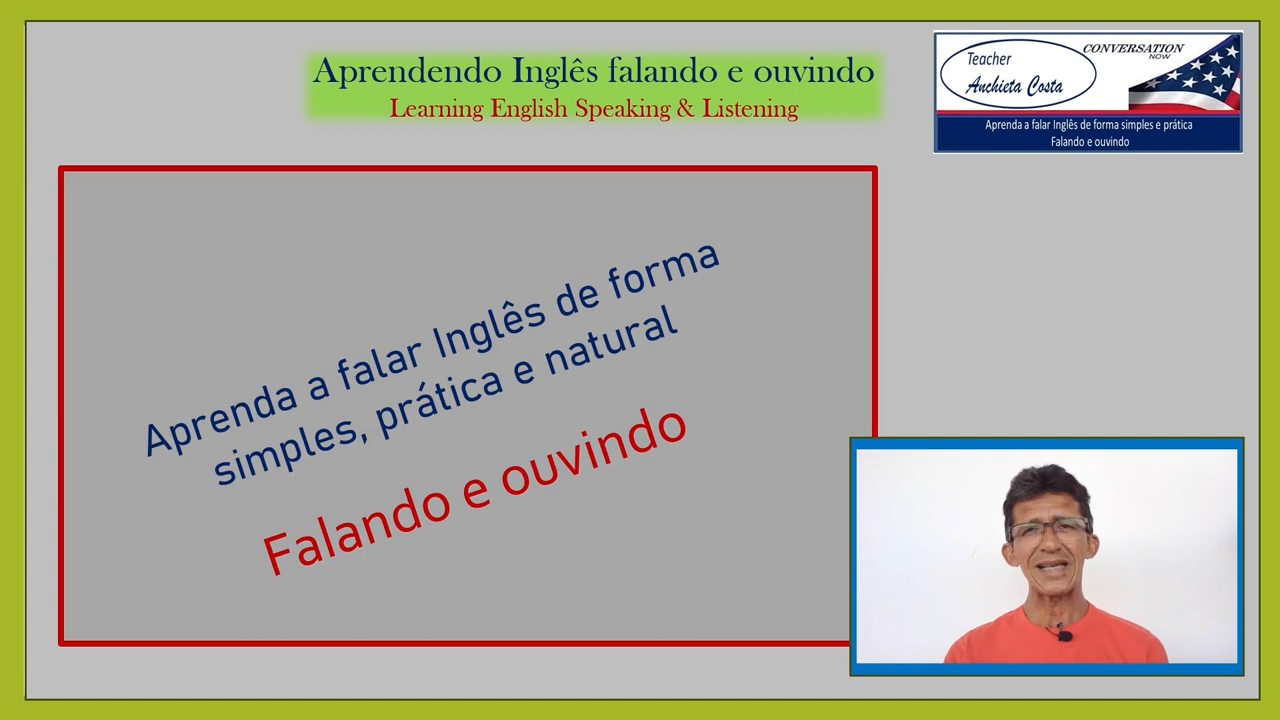 Aprendendo Inglês falando e ouvindo
Learning English Speaking & Listening
Teacher
Anchieta Costa
CONVERSATION
NOW
Aprenda a falar Inglês de forma simples e prática
Falando e ouvindo
Aprenda a falar Inglês de forma
simples, prática e natural
Falando e ouvindo